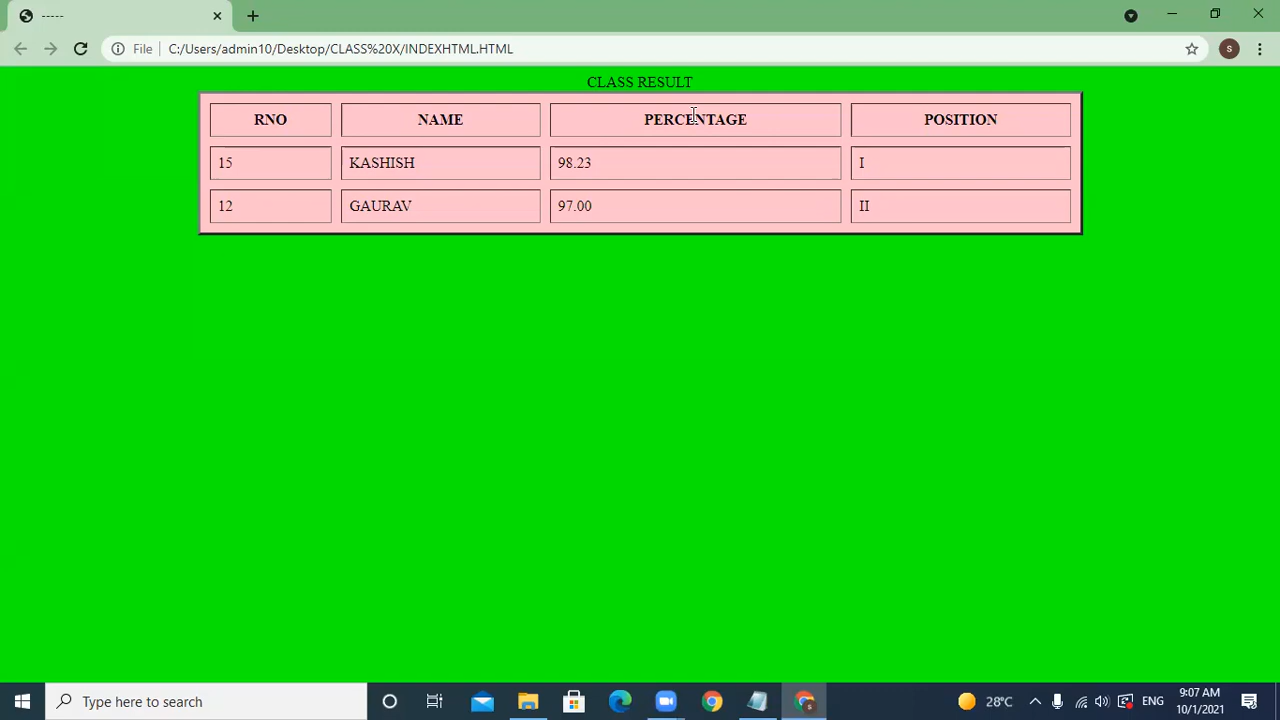 -----
File
C:/Users/admin10/Desktop/CLASS%20X/INDEXHTML.HTML
S
CLASS RESULT
RNO NAME PERCENTAGE POSITION
15 KASHISH 98.23 I
12 GAURAV 97.00 II
Type here to search
28°C
ENG
9:07 AM
10/1/2021